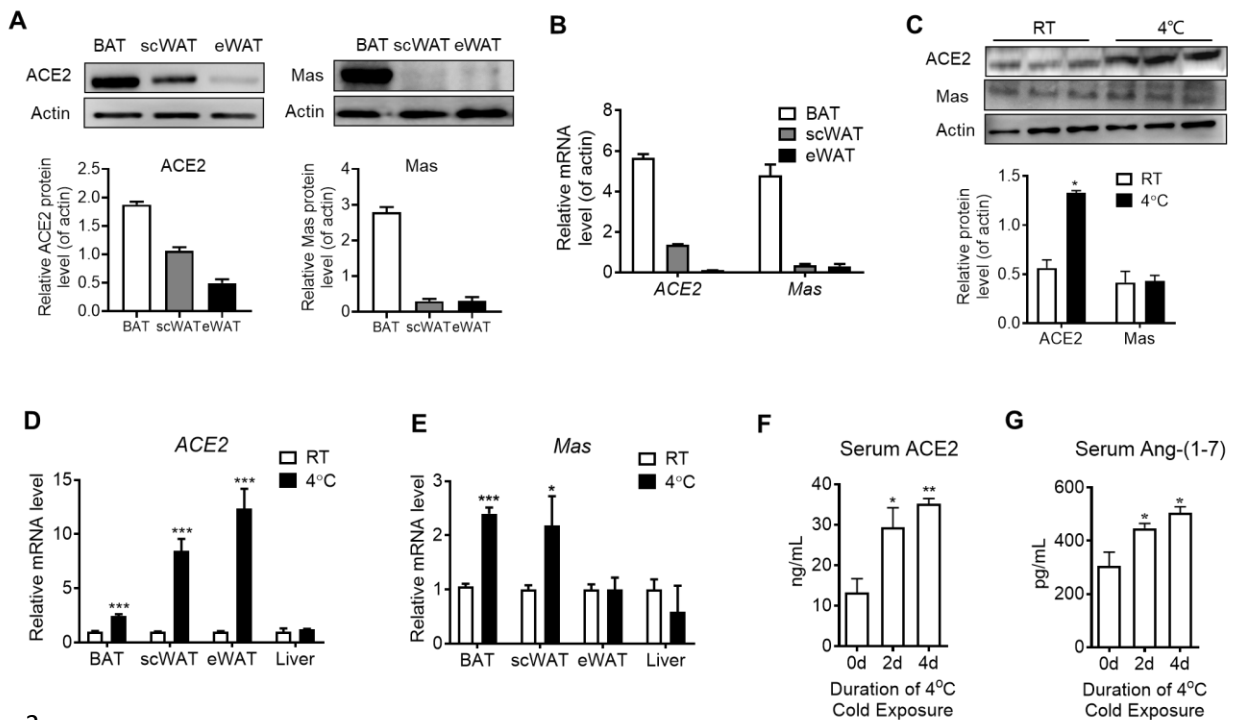 A
BAT scWAT eWAT
ACE2
Actin
BAT scWAT eWAT
Mas
Actin
ACE2
Relative ACE2 protein
level (of actin)
2.0
1.5
1.0
0.5
0.0
BAT scWAT eWAT
Mas
Relative Mas protein
level (of actin)
4
3
2
1
0
BAT scWAT eWAT
B
Relative mRNA
level (of actin)
8
6
4
2
0
BAT
scWAT
eWAT
ACE2 Mas
C
RT 4°C
ACE2
Mas
Actin
Relative protein
level (of actin)
1.5
1.0
0.5
0.0
*
RT
4°C
ACE2 Mas
D
ACE2
Relative mRNA level
15
10
5
0
*** *** ***
RT
4°C
BAT scWAT eWAT Liver
E
Mas
Relative mRNA level
3
2
1
0
*** *
RT
4°C
BAT scWAT eWAT Liver
F
Serum ACE2
ng/mL
40
30
20
10
0
* **
0d 2d 4d
Duration of 4°C
Cold Exposure
G
Serum Ang-(1-7)
pg/mL
600
400
200
0
* *
0d 2d 4d
Duration of 4°C
Cold Exposure